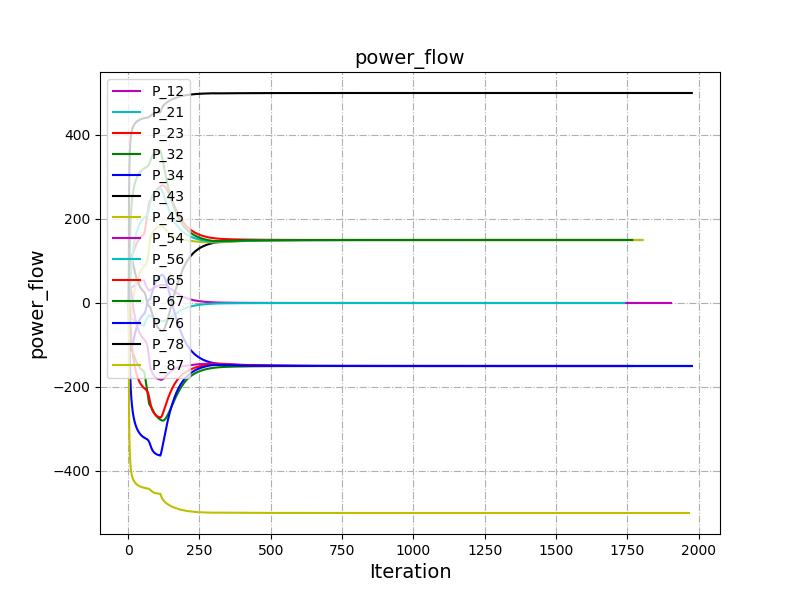 power_flow
P_12
P_21
P_23
P_32
P_34
P_43
P_45
P_54
P_56
P_65
P_67
P_76
P_78
P_87
400
200
0
−200
−400
power_flow
0 250 500 750 1000 1250 1500 1750 2000
Iteration